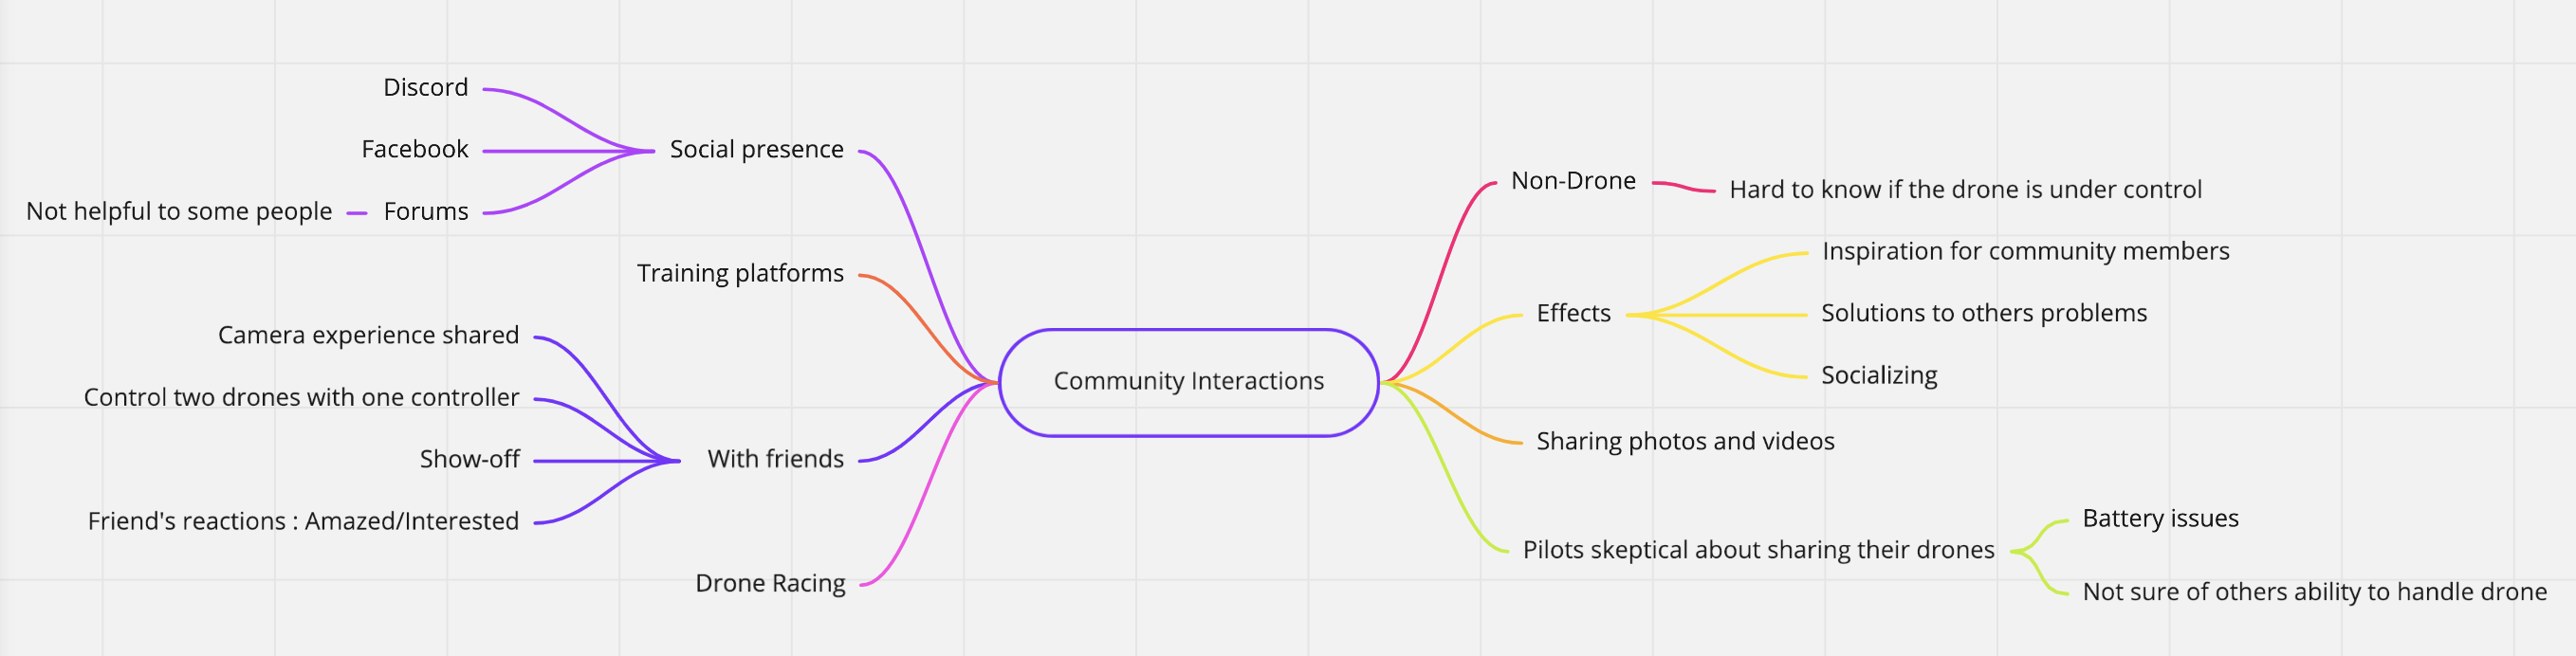 Discord
Facebook
Social presence
Not helpful to some people
Forums
Training platforms
Camera experience shared
Control two drones with one controller
Show-off
With friends
Friend's reactions : Amazed/Interested
Drone Racing
Community Interactions
Non-Drone
Hard to know if the drone is under control
Effects
Inspiration for community members
Solutions to others problems
Socializing
Sharing photos and videos
Pilots skeptical about sharing their drones
Battery issues
Not sure of others ability to handle drone